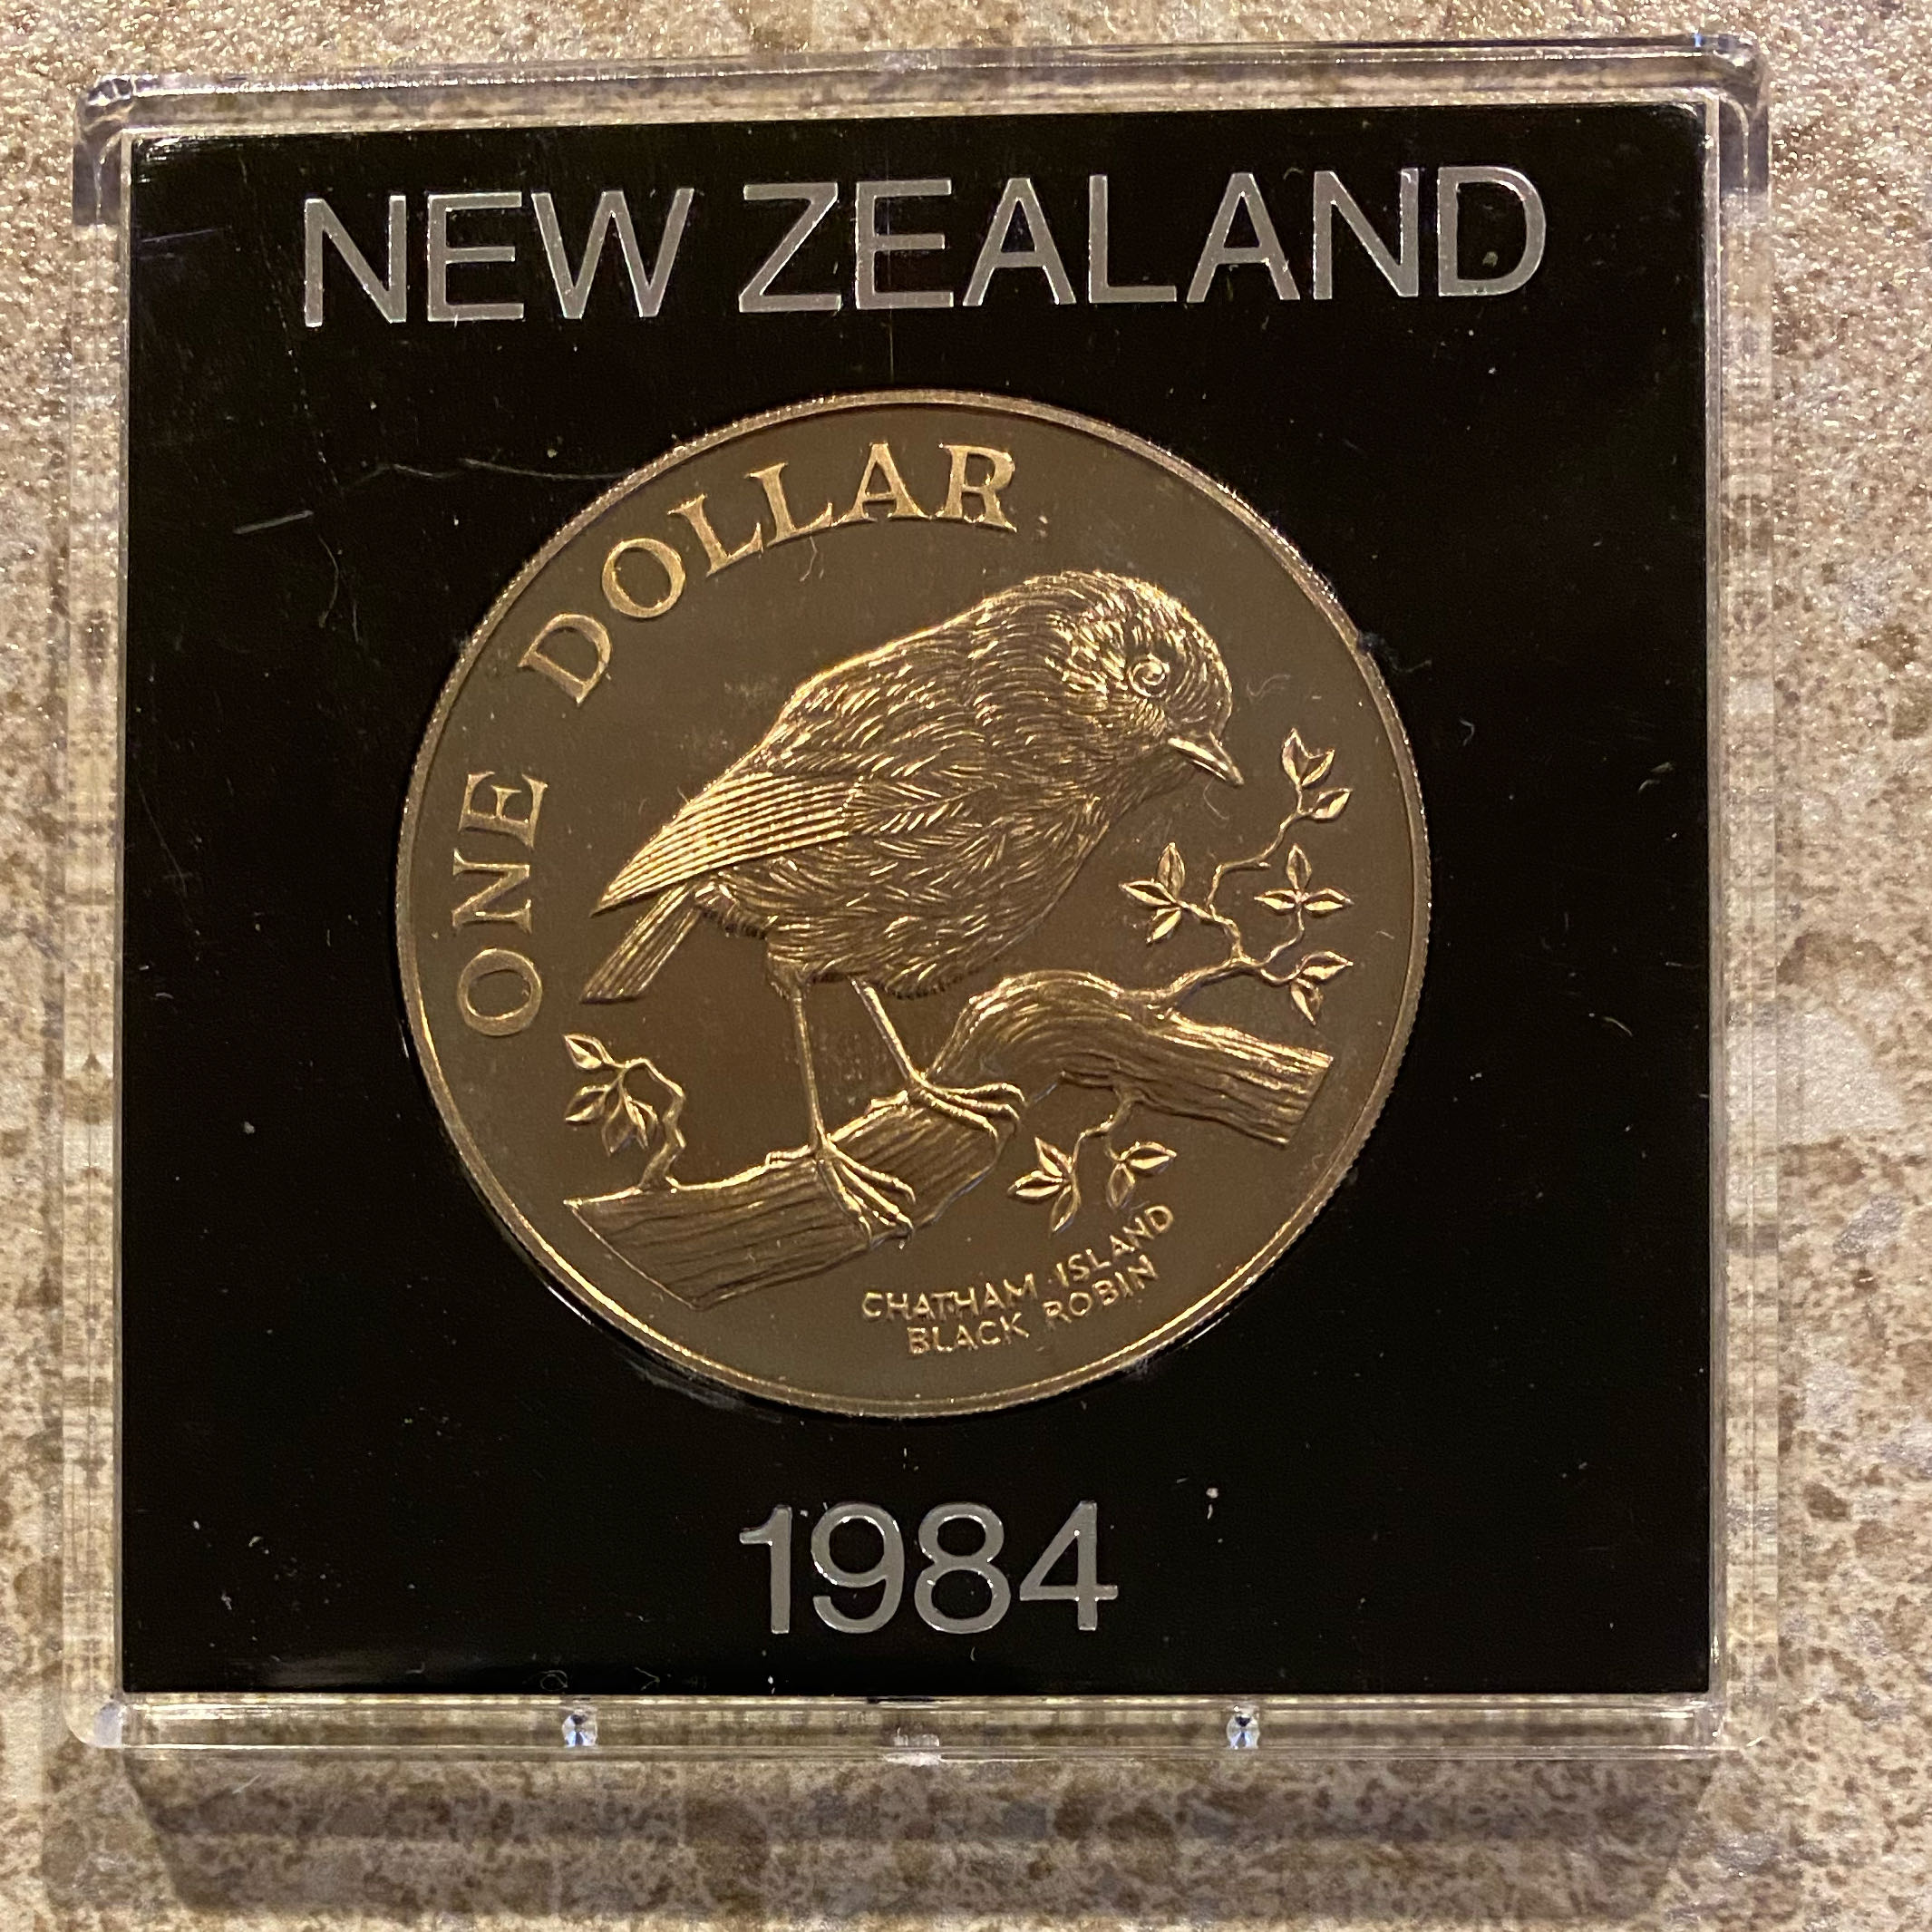 NEW ZEALAND
ONE DOLLAR
CHATHAM ISLAND
BLACK ROBIN
1984